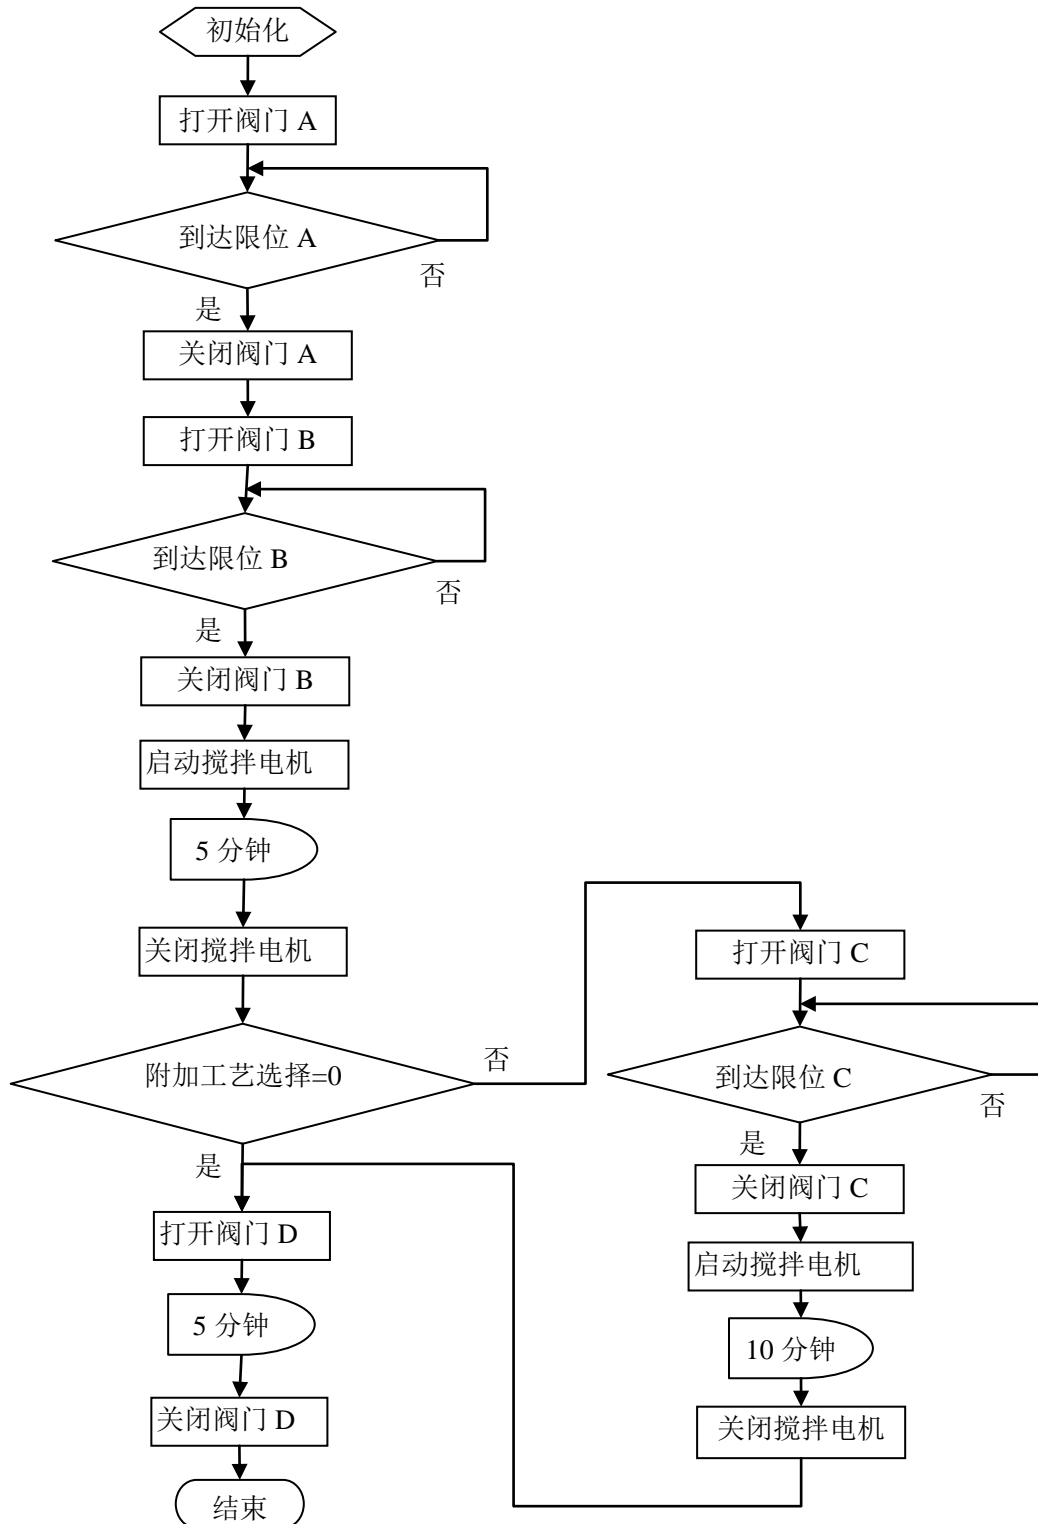 初始化
打开阀门 A
到达限位 A
否
是
关闭阀门 A
打开阀门 B
到达限位 B
否
是
关闭阀门 B
启动搅拌电机
5 分钟
关闭搅拌电机
附加工艺选择=0
否
是
打开阀门 D
5 分钟
关闭阀门 D
结束
打开阀门 C
到达限位 C
否
是
关闭阀门 C
启动搅拌电机
10 分钟
关闭搅拌电机